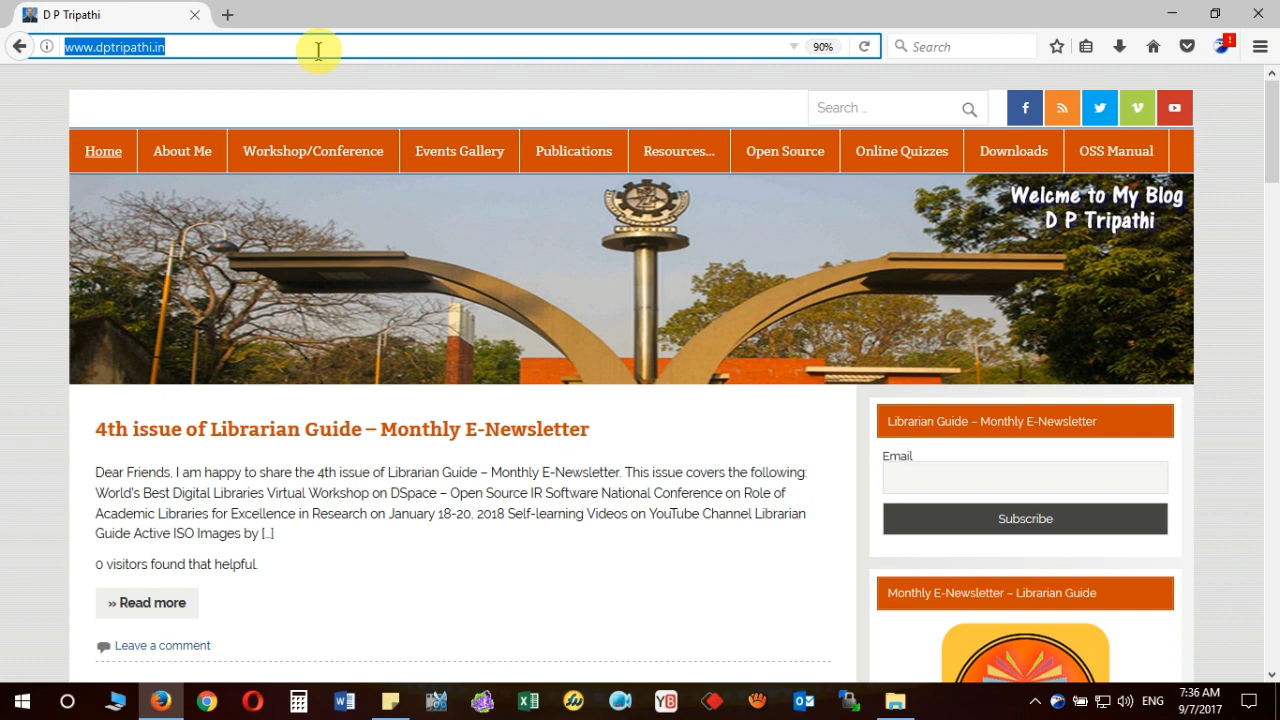 D P Tripathi
www.dptripathi.in
90%
Search
Search ...
Home
About Me
Workshop/Conference
Events Gallery
Publications
Resources...
Open Source
Online Quizzes
Downloads
OSS Manual
Welcme to My Blog
D P Tripathi
4th issue of Librarian Guide – Monthly E-Newsletter
Dear Friends, I am happy to share the 4th issue of Librarian Guide – Monthly E-Newsletter. This issue covers the following:
World's Best Digital Libraries Virtual Workshop on DSpace – Open Source IR Software National Conference on Role of
Academic Libraries for Excellence in Research on January 18-20, 2018 Self-learning Videos on YouTube Channel Librarian
Guide Active ISO Images by [...]
0 visitors found that helpful.
» Read more
Leave a comment
Librarian Guide – Monthly E-Newsletter
Email
Subscribe
Monthly E-Newsletter – Librarian Guide
ENG
7:36 AM
9/7/2017